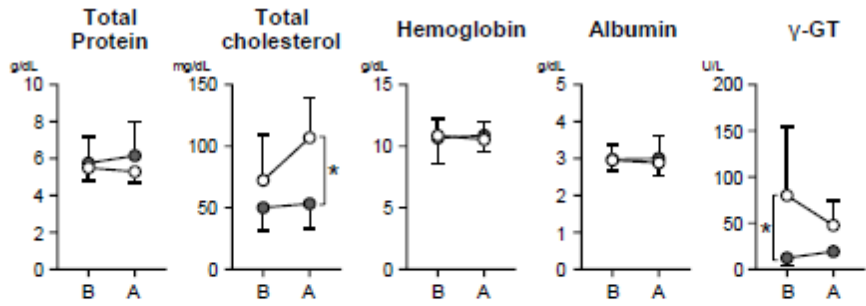 Total
Protein
g/dL
10
8
6
4
2
0
B A
Total
cholesterol
mg/dL
150
100
50
0
*
B A
Hemoglobin
g/dL
15
10
5
0
B A
Albumin
g/dL
5
4
3
2
1
0
B A
γ-GT
U/L
200
150
100
50
0
*
B A